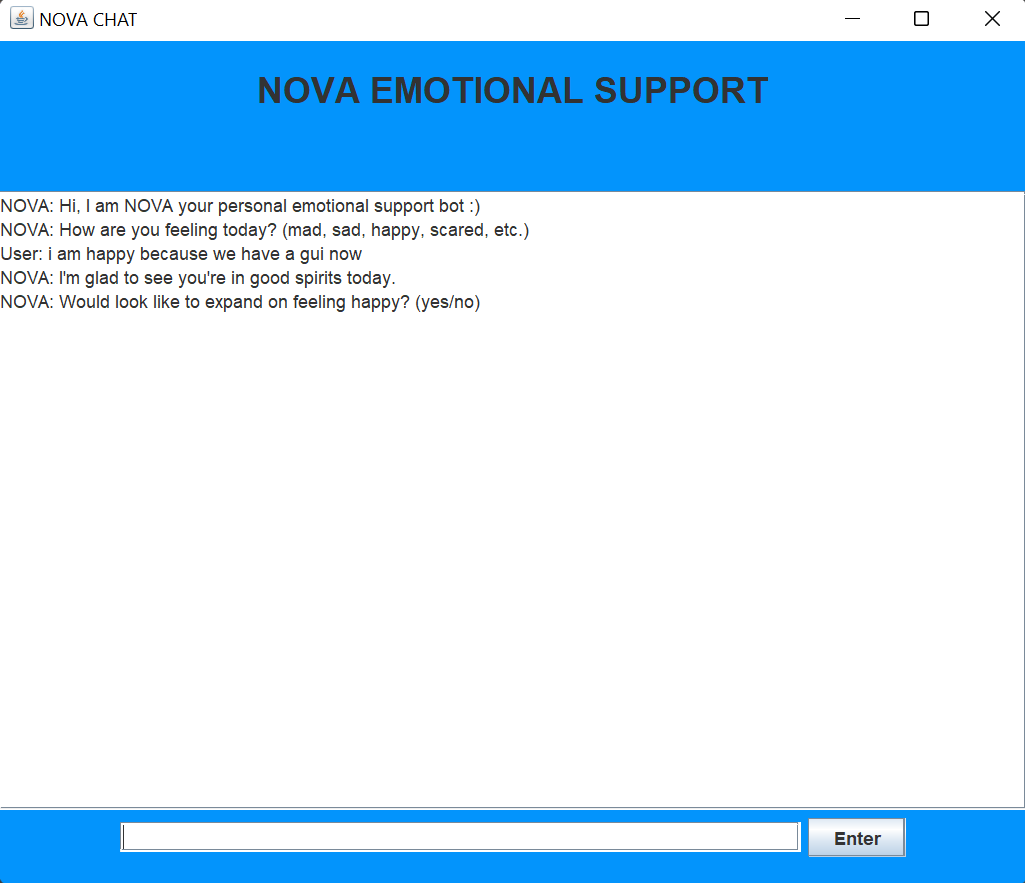 NOVA CHAT
NOVA EMOTIONAL SUPPORT
NOVA: Hi, I am NOVA your personal emotional support bot :)
NOVA: How are you feeling today? (mad, sad, happy, scared, etc.)
User: i am happy because we have a gui now
NOVA: I'm glad to see you're in good spirits today.
NOVA: Would look like to expand on feeling happy? (yes/no)
Enter